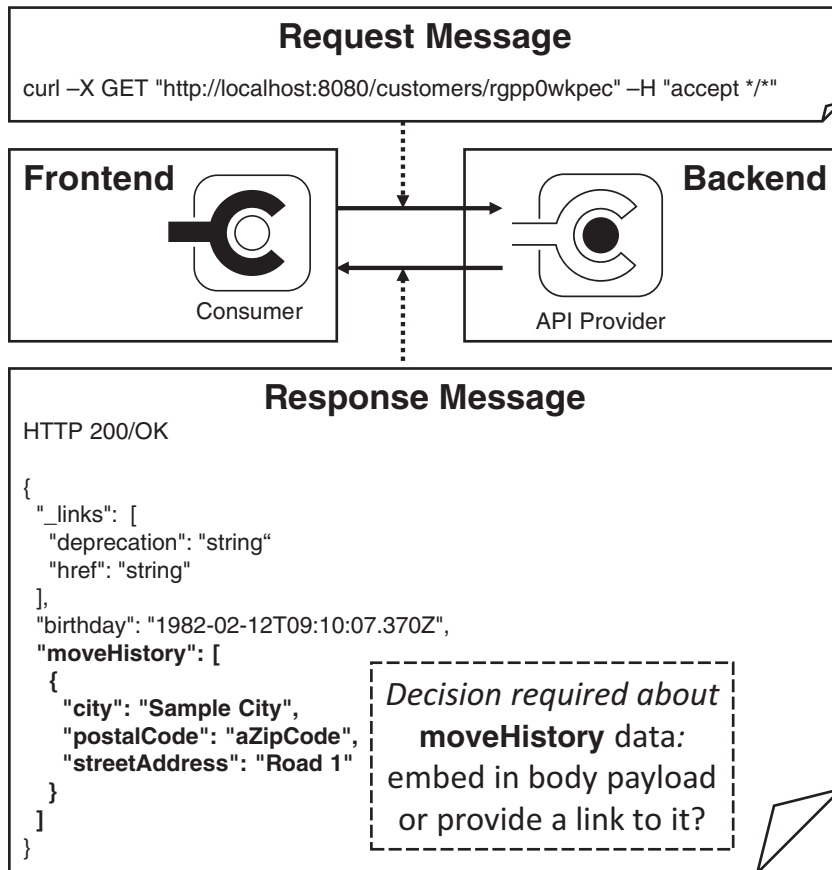 Request Message
curl –X GET "http://localhost:8080/customers/rgpp0wkpec" –H "accept */*"
Frontend
Consumer
Backend
API Provider
Response Message
HTTP 200/OK
{
"_links": [
"deprecation": "string“
"href": "string"
],
"birthday": "1982-02-12T09:10:07.370Z",
"moveHistory": [
{
"city": "Sample City",
"postalCode": "aZipCode",
"streetAddress": "Road 1"
}
]
}
Decision required about
moveHistory data:
embed in body payload
or provide a link to it?